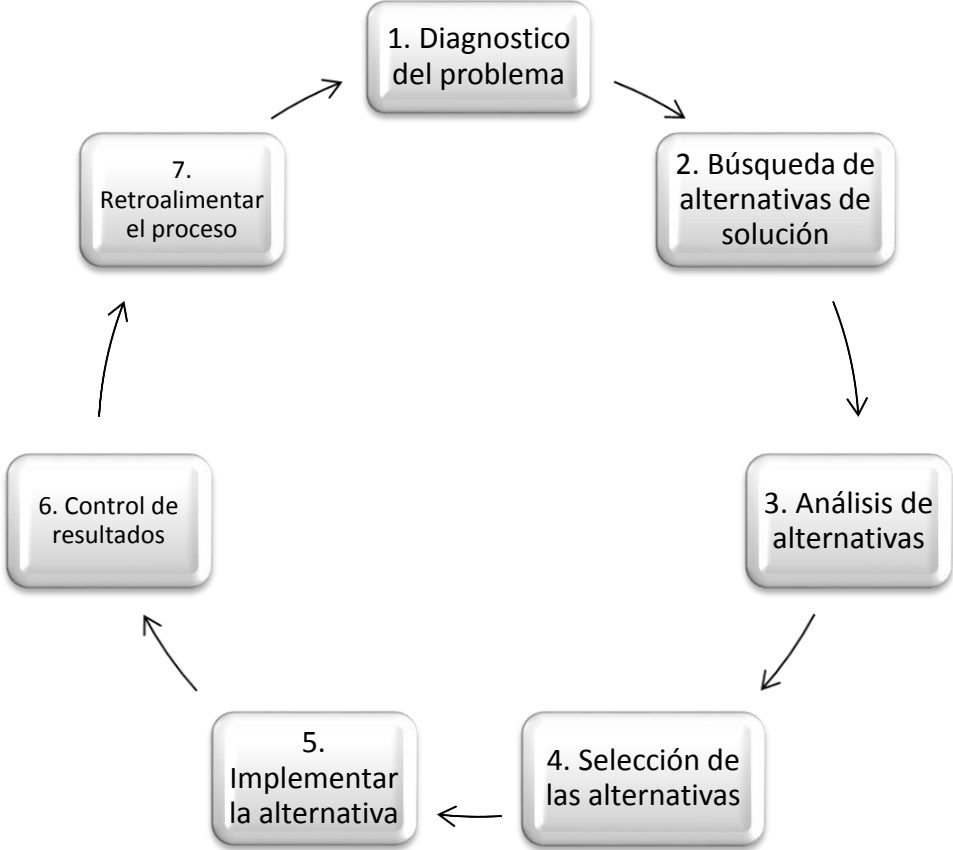 1. Diagnostico
del problema
2. Búsqueda de
alternativas de
solución
3. Análisis de
alternativas
4. Selección de
las alternativas
5.
Implementar
la alternativa
6. Control de
resultados
7.
Retroalimentar
el proceso